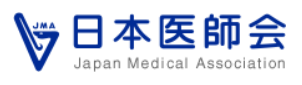 JMA
日本医師会
Japan Medical Association